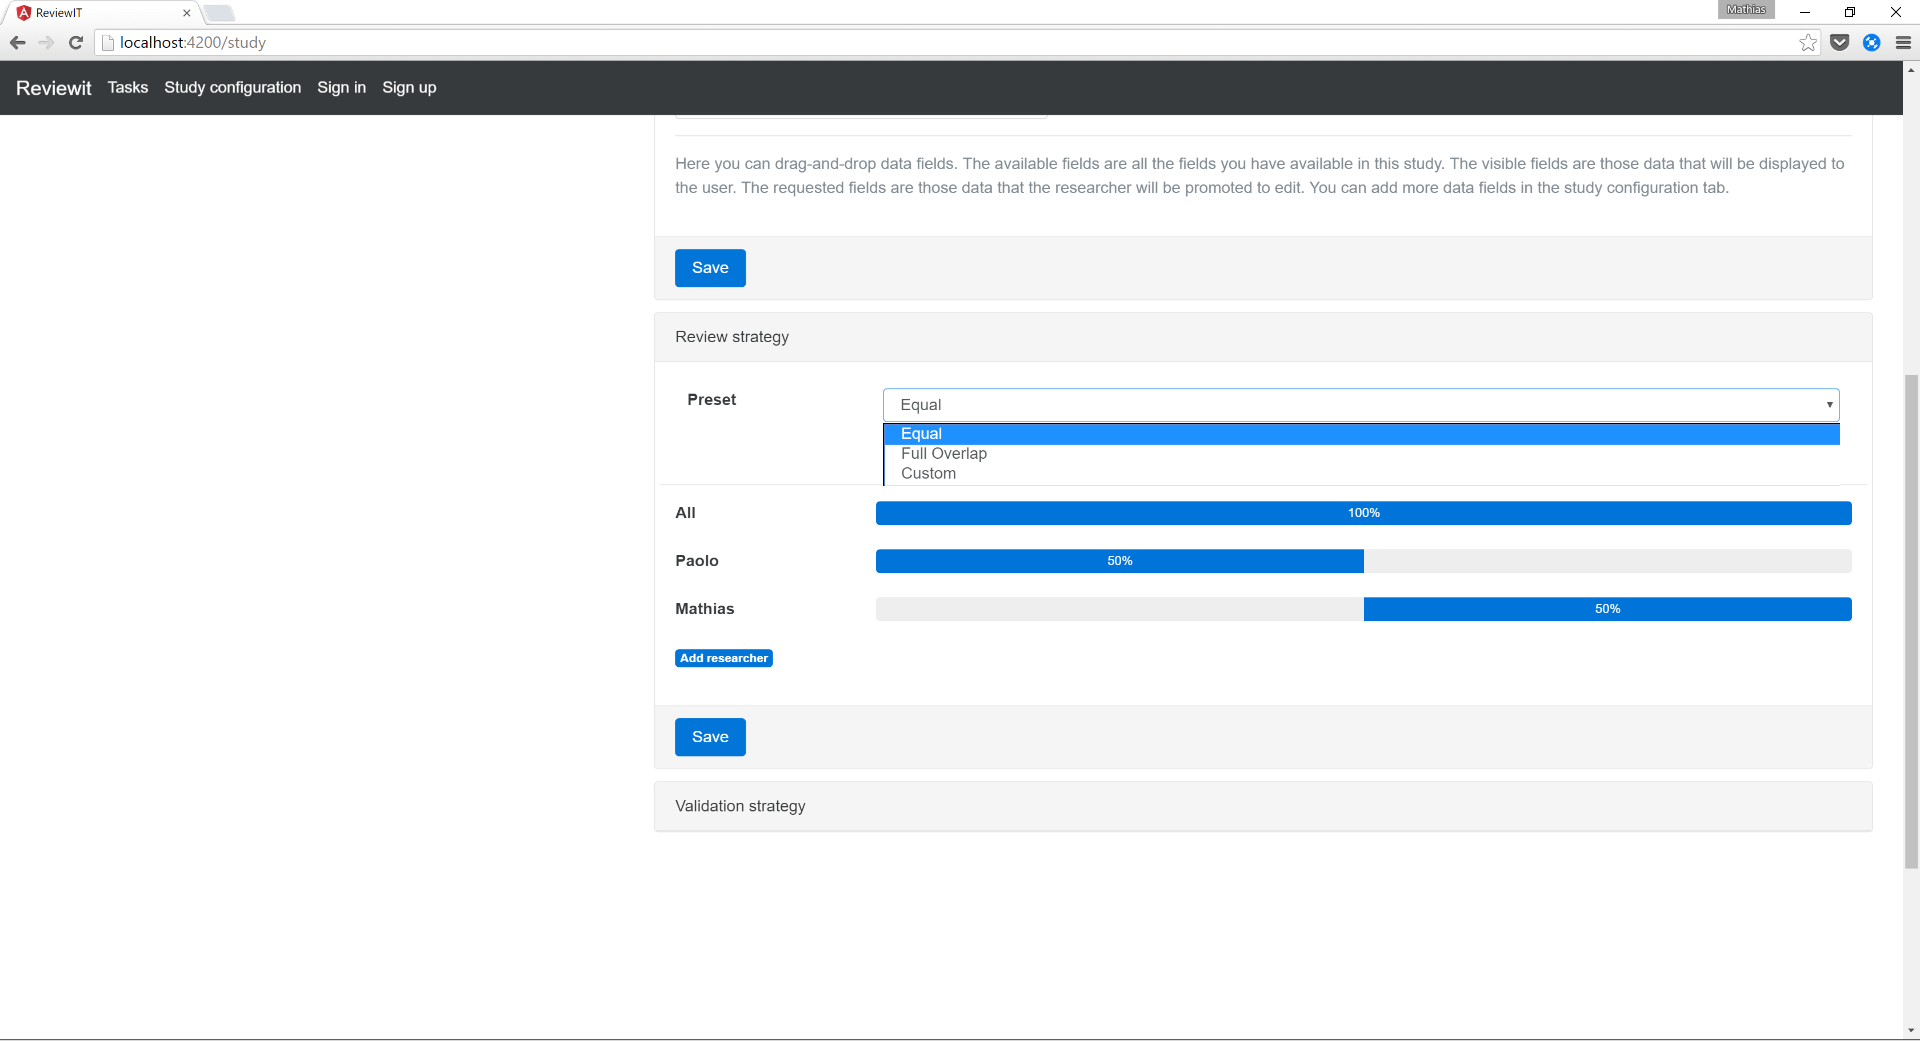 ReviewIT
Mathias
localhost:4200/study
Reviewit Tasks Study configuration Sign in Sign up
Here you can drag-and-drop data fields. The available fields are all the fields you have available in this study. The visible fields are those data that will be displayed to
the user. The requested fields are those data that the researcher will be promoted to edit. You can add more data fields in the study configuration tab.
Save
Review strategy
Preset
Equal
Equal
Full Overlap
Custom
All 100%
Paolo 50%
Mathias 50%
Add researcher
Save
Validation strategy